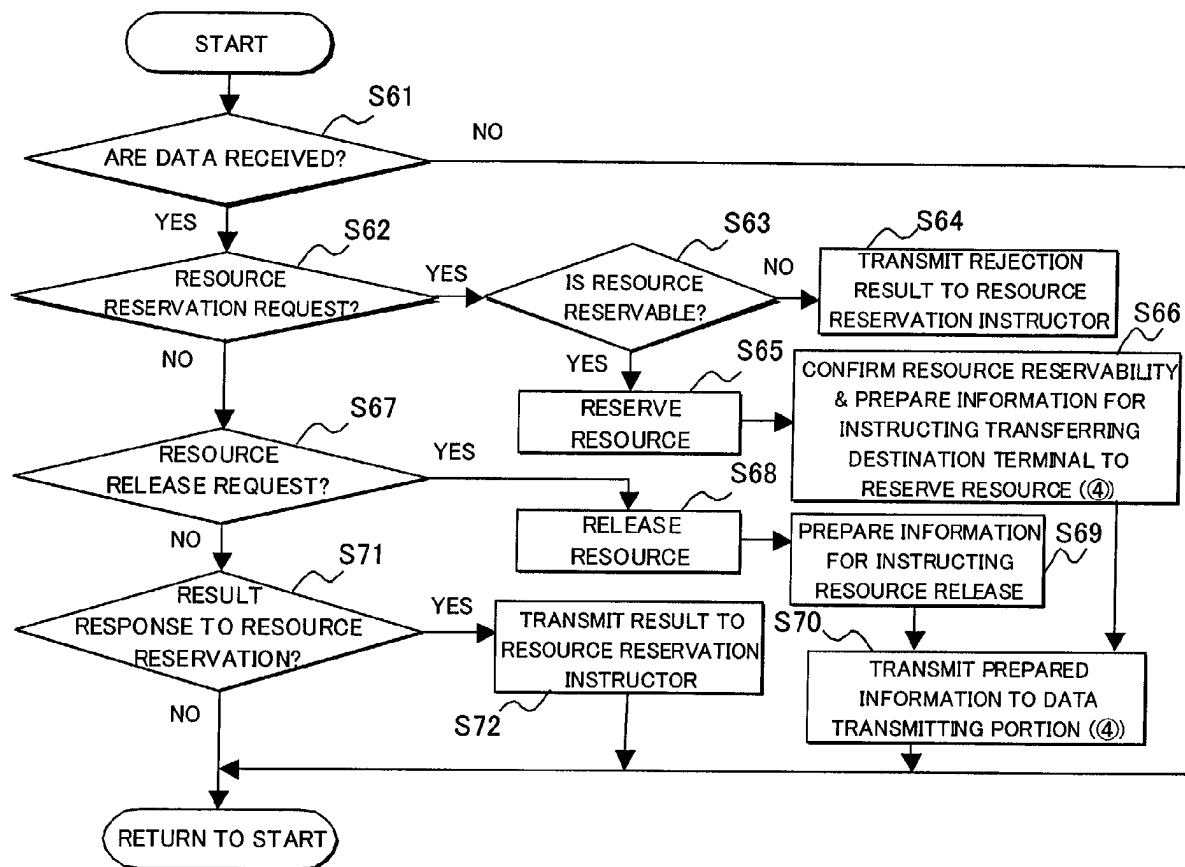 START
S61
NO
ARE DATA RECEIVED?
YES
S62
RESOURCE
RESERVATION REQUEST?
YES
S63
IS RESOURCE
RESERVABLE?
NO
S64
TRANSMIT REJECTION
RESULT TO RESOURCE
RESERVATION INSTRUCTOR
S66
NO
YES
S65
RESERVE
RESOURCE
CONFIRM RESOURCE RESERVABILITY
& PREPARE INFORMATION FOR
INSTRUCTING TRANSFERRING
DESTINATION TERMINAL TO
RESERVE RESOURCE (④)
S67
RESOURCE
RELEASE REQUEST?
YES
S68
RELEASE
RESOURCE
PREPARE INFORMATION
FOR INSTRUCTING
RESOURCE RELEASE
S69
NO
S71
RESULT
RESPONSE TO RESOURCE
RESERVATION?
YES
TRANSMIT RESULT TO
RESOURCE RESERVATION
INSTRUCTOR
S72
S70
TRANSMIT PREPARED
INFORMATION TO DATA
TRANSMITTING PORTION (④)
NO
RETURN TO START